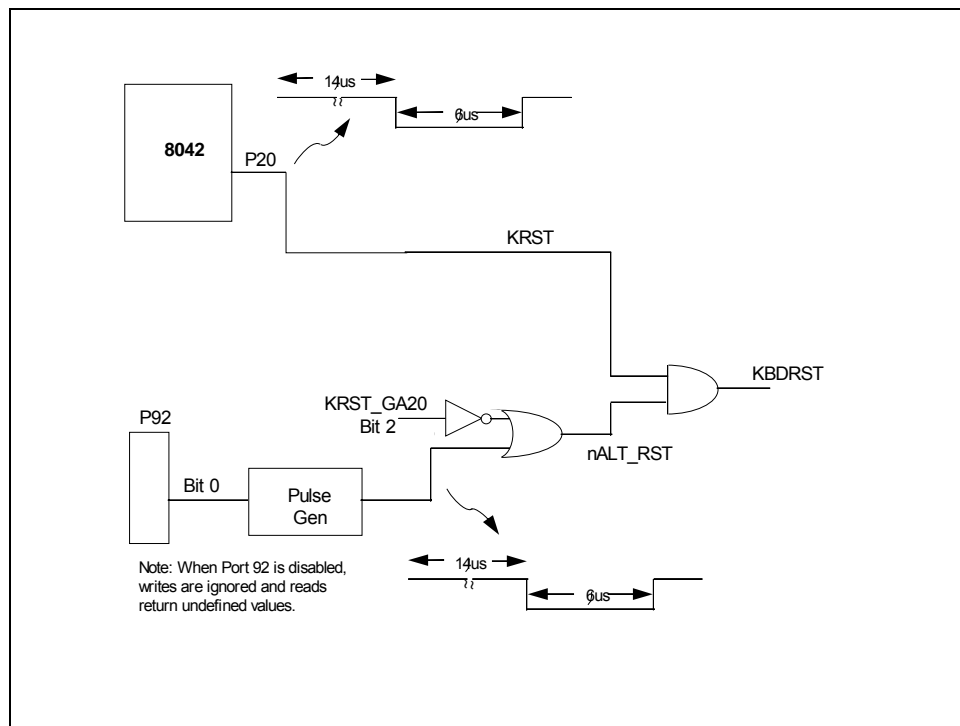 14us
6us
8042
P20
KRST
KBDRST
KRST_GA20
Bit 2
nALT_RST
P92
Bit 0
Pulse
Gen
14us
6us
Note: When Port 92 is disabled,
writes are ignored and reads
return undefined values.